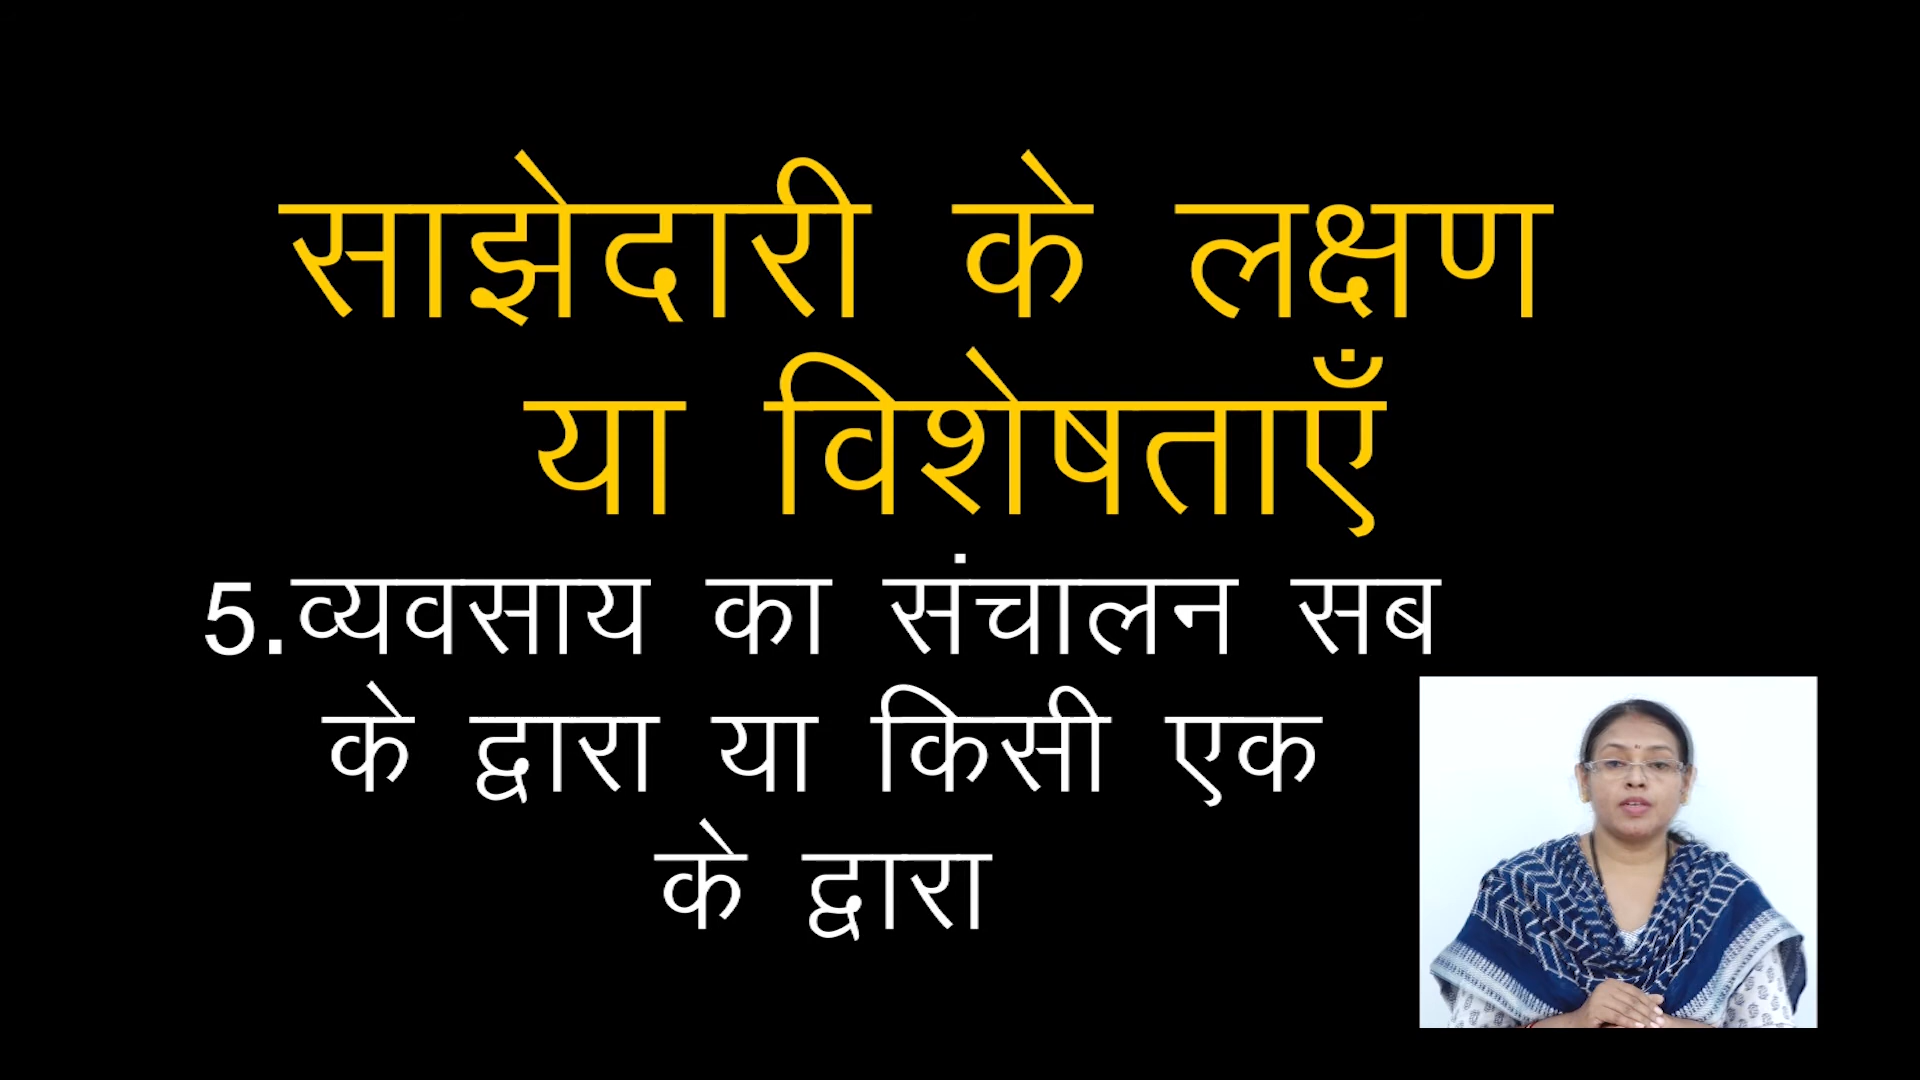 साझेदारी के लक्षण
या विशेषताएँ
5.व्यवसाय का संचालन सब
के द्वारा या किसी एक
के द्वारा